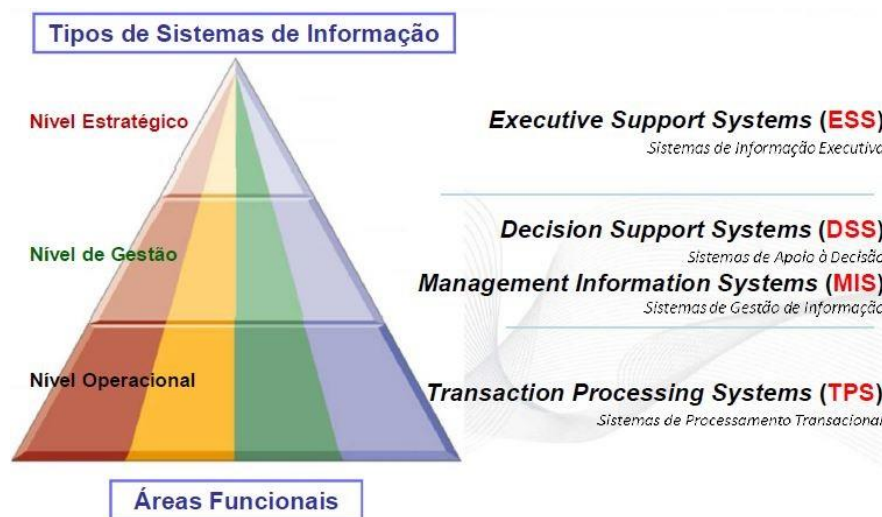 Tipos de Sistemas de Informação
Nível Estratégico
Executive Support Systems (ESS)
Sistemas de Informação Executiva
Nível de Gestão
Decision Support Systems (DSS)
Sistemas de Apoio à Decisão
Management Information Systems (MIS)
Sistemas de Gestão de Informação
Nível Operacional
Transaction Processing Systems (TPS)
Sistemas de Processamento Transacional
Áreas Funcionais